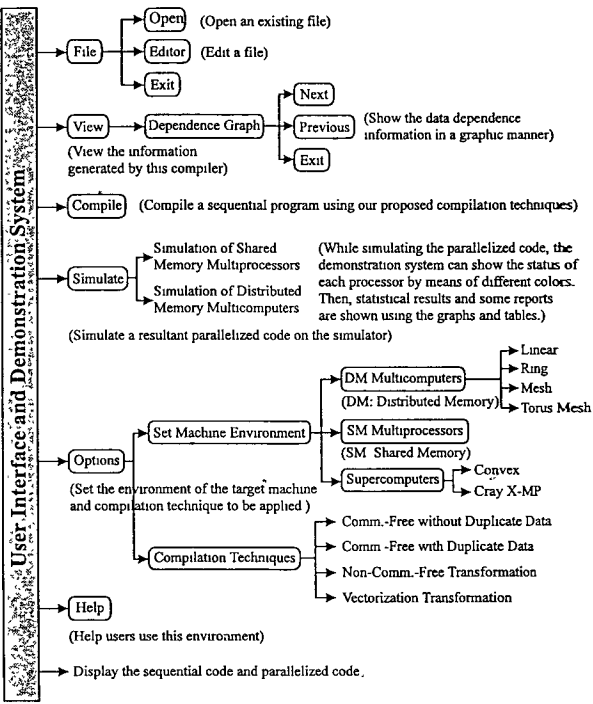 User Interface and Demonstration System
File
Open
(Open an existing file)
Editor
(Edit a file)
Exit
View
Dependence Graph
Next
Previous
Exit
(Show the data dependence
information in a graphic manner)
(View the information
generated by this compiler)
Compile
(Compile a sequential program using our proposed compilation techniques)
Simulate
Simulation of Shared
Memory Multiprocessors
Simulation of Distributed
Memory Multicomputers
(While simulating the parallelized code, the
demonstration system can show the status of
each processor by means of different colors.
Then, statistical results and some reports
are shown using the graphs and tables.)
(Simulate a resultant parallelized code on the simulator)
Options
Set Machine Environment
DM Multicomputers
(DM: Distributed Memory)
Linear
Ring
Mesh
Torus Mesh
SM Multiprocessors
(SM Shared Memory)
Supercomputers
Convex
Cray X-MP
(Set the environment of the target machine
and compilation technique to be applied )
Compilation Techniques
Comm.-Free without Duplicate Data
Comm -Free with Duplicate Data
Non-Comm.-Free Transformation
Vectorization Transformation
Help
(Help users use this environment)
Display the sequential code and parallelized code.